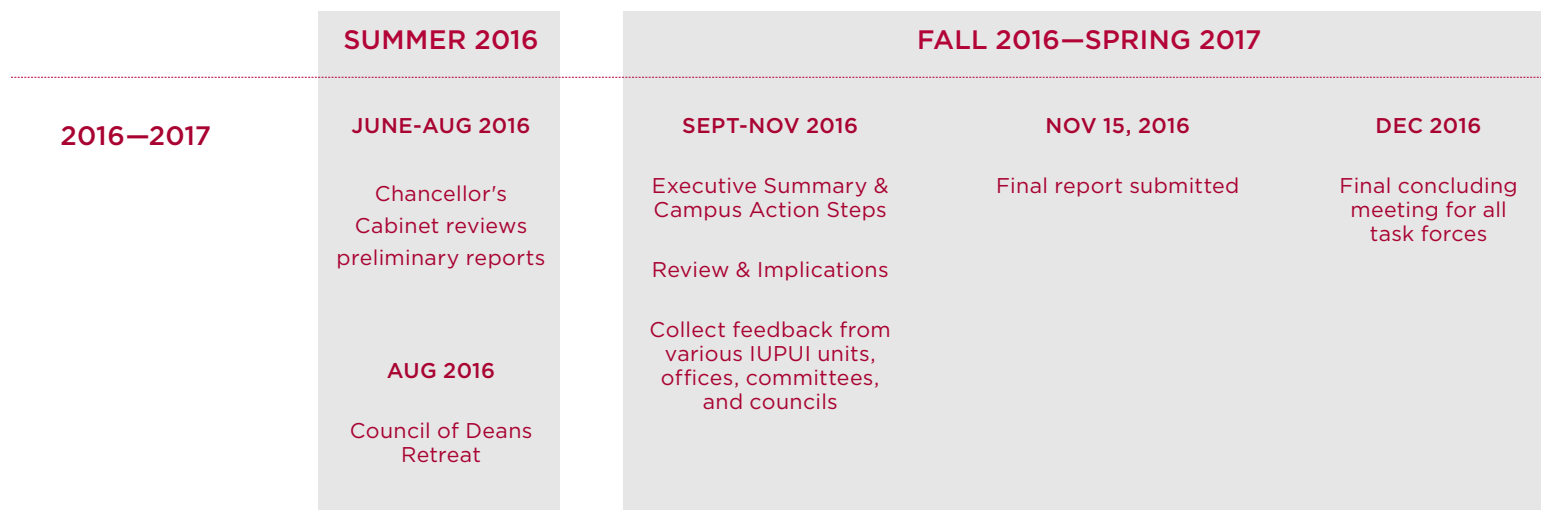 SUMMER 2016
FALL 2016—SPRING 2017
2016—2017
JUNE-AUG 2016
Chancellor's
Cabinet reviews
preliminary reports
AUG 2016
Council of Deans
Retreat
SEPT-NOV 2016
Executive Summary &
Campus Action Steps
Review & Implications
Collect feedback from
various IUPUI units,
offices, committees,
and councils
NOV 15, 2016
Final report submitted
DEC 2016
Final concluding
meeting for all
task forces